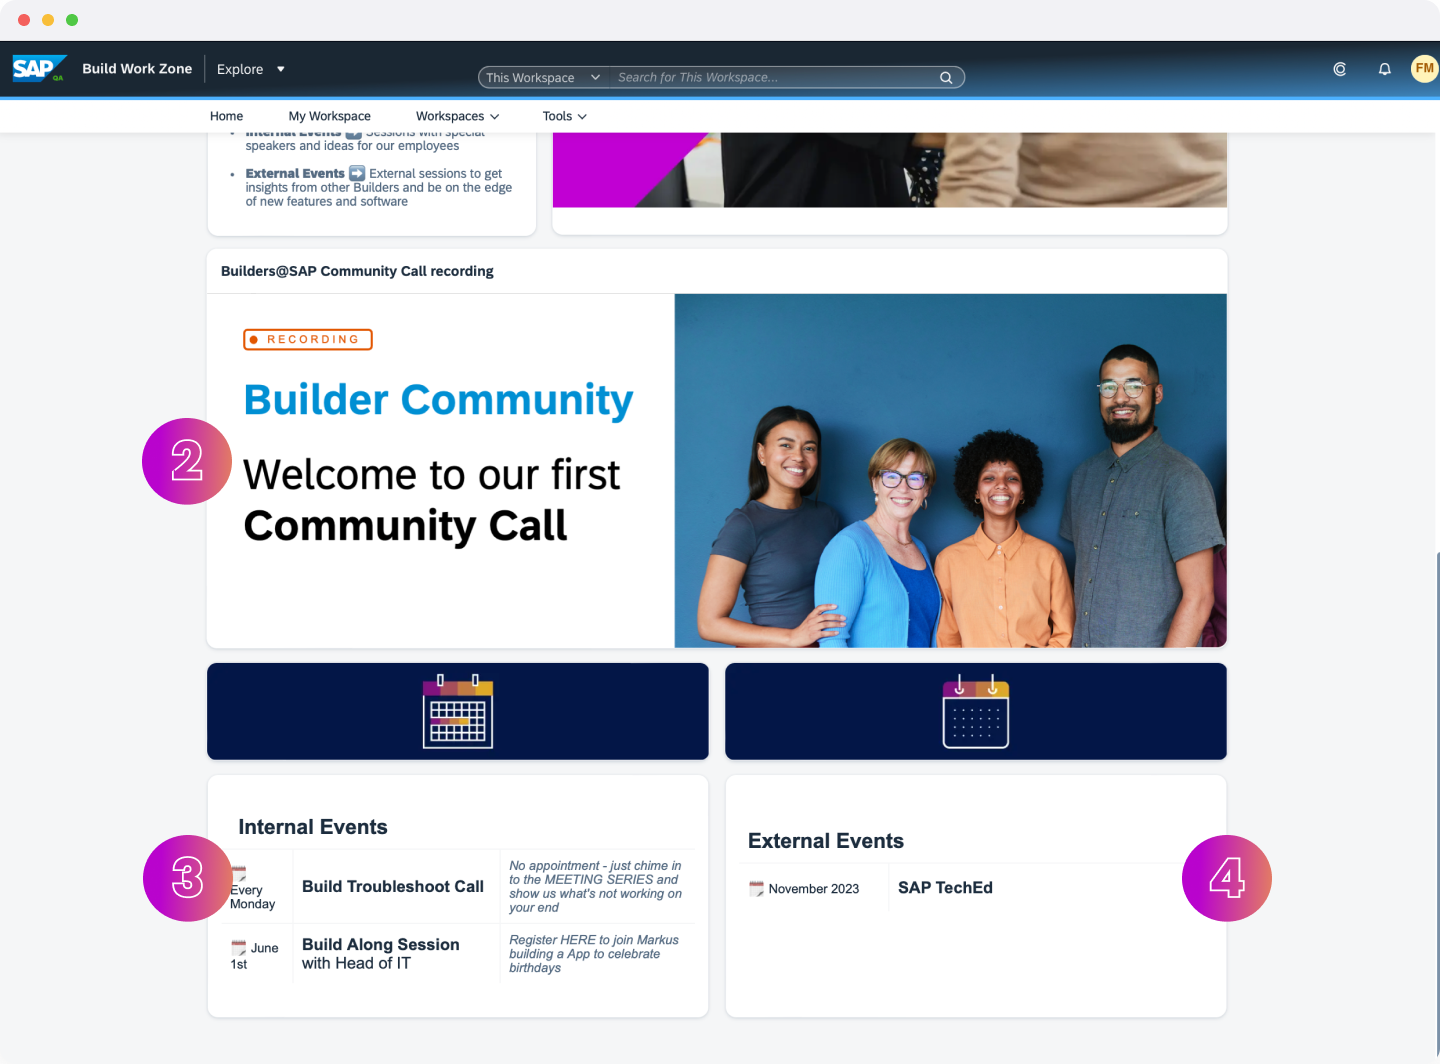 SAP QA Build Work Zone Explore This Workspace Search for This Workspace... FM
Home My Workspace Workspaces Tools
Internal Events Sessions with special
speakers and ideas for our employees
External Events External sessions to get
insights from other Builders and be on the edge
of new features and software
Builders@SAP Community Call recording
RECORDING
Builder Community
2
Welcome to our first
Community Call
Internal Events
3
Every
Monday
Build Troubleshoot Call
No appointment - just chime in
to the MEETING SERIES and
show us what's not working on
your end
June
1st
Build Along Session
with Head of IT
Register HERE to join Markus
building a App to celebrate
birthdays
External Events
November 2023
SAP TechEd
4